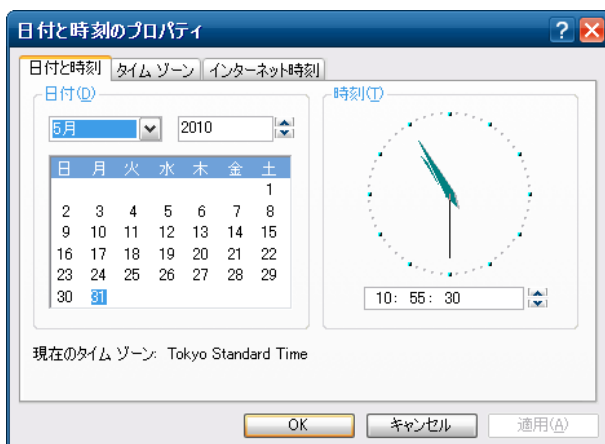 日付と時刻のプロパティ
日付と時刻 タイム ゾーン インターネット時刻
日付(D)
5月 2010
日 月 火 水 木 金 土
1
2 3 4 5 6 7 8
9 10 11 12 13 14 15
16 17 18 19 20 21 22
23 24 25 26 27 28 29
30 31
時刻(T)
10: 55: 30
現在のタイム ゾーン: Tokyo Standard Time
OK キャンセル 適用(A)